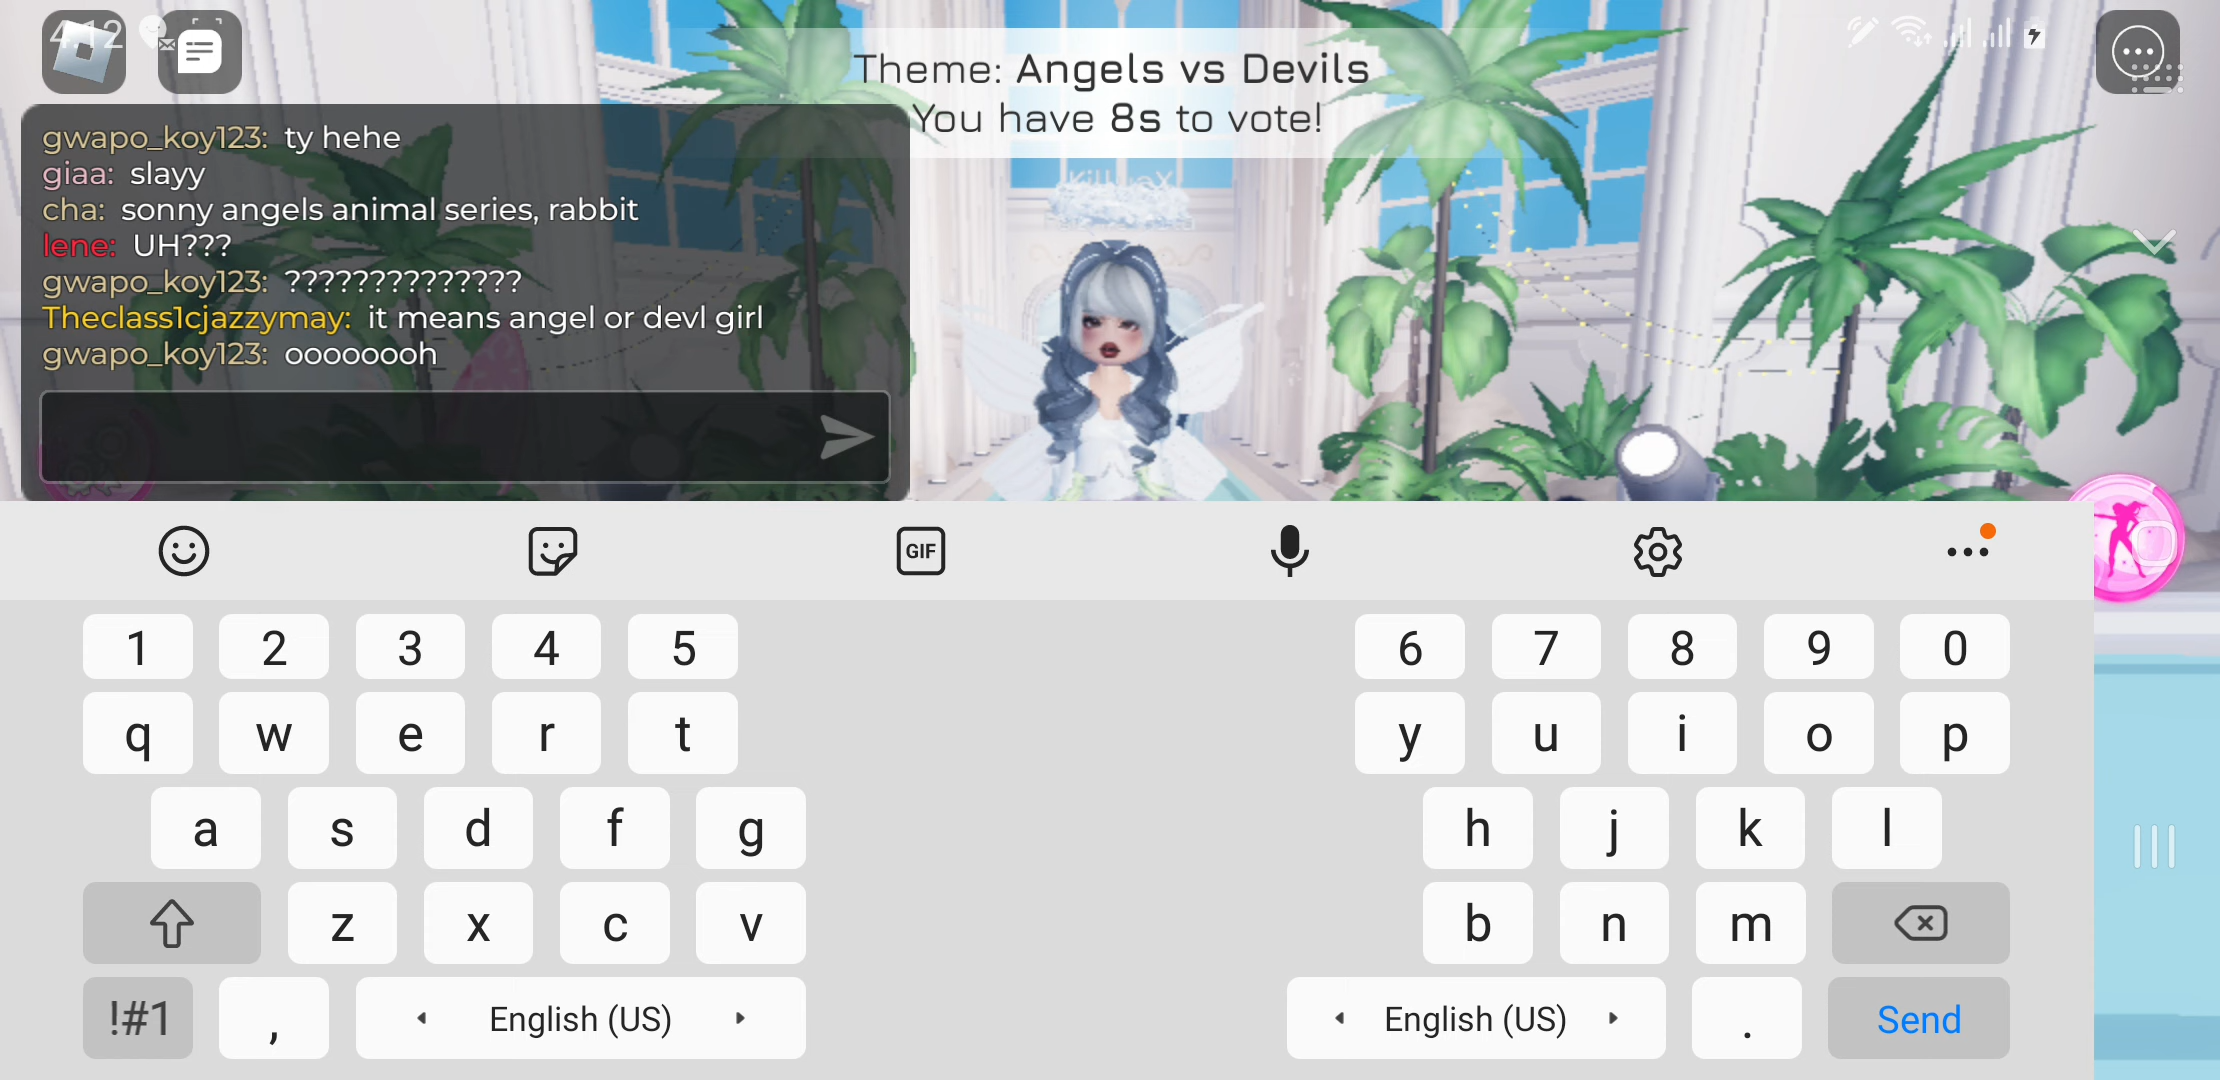 4:12
Theme: Angels vs Devils
You have 8s to vote!
gwapo_koy123: ty hehe
giaa: slayy
cha: sonny angels animal series, rabbit
lene: UH???
gwapo_koy123: ??????????????
Theclass1cjazzymay: it means angel or devl girl
gwapo_koy123: oooooooh
GIF
1 2 3 4 5 6 7 8 9 0
q w e r t y u i o p
a s d f g h j k l
z x c v b n m
!#1 , English (US) English (US) . Send